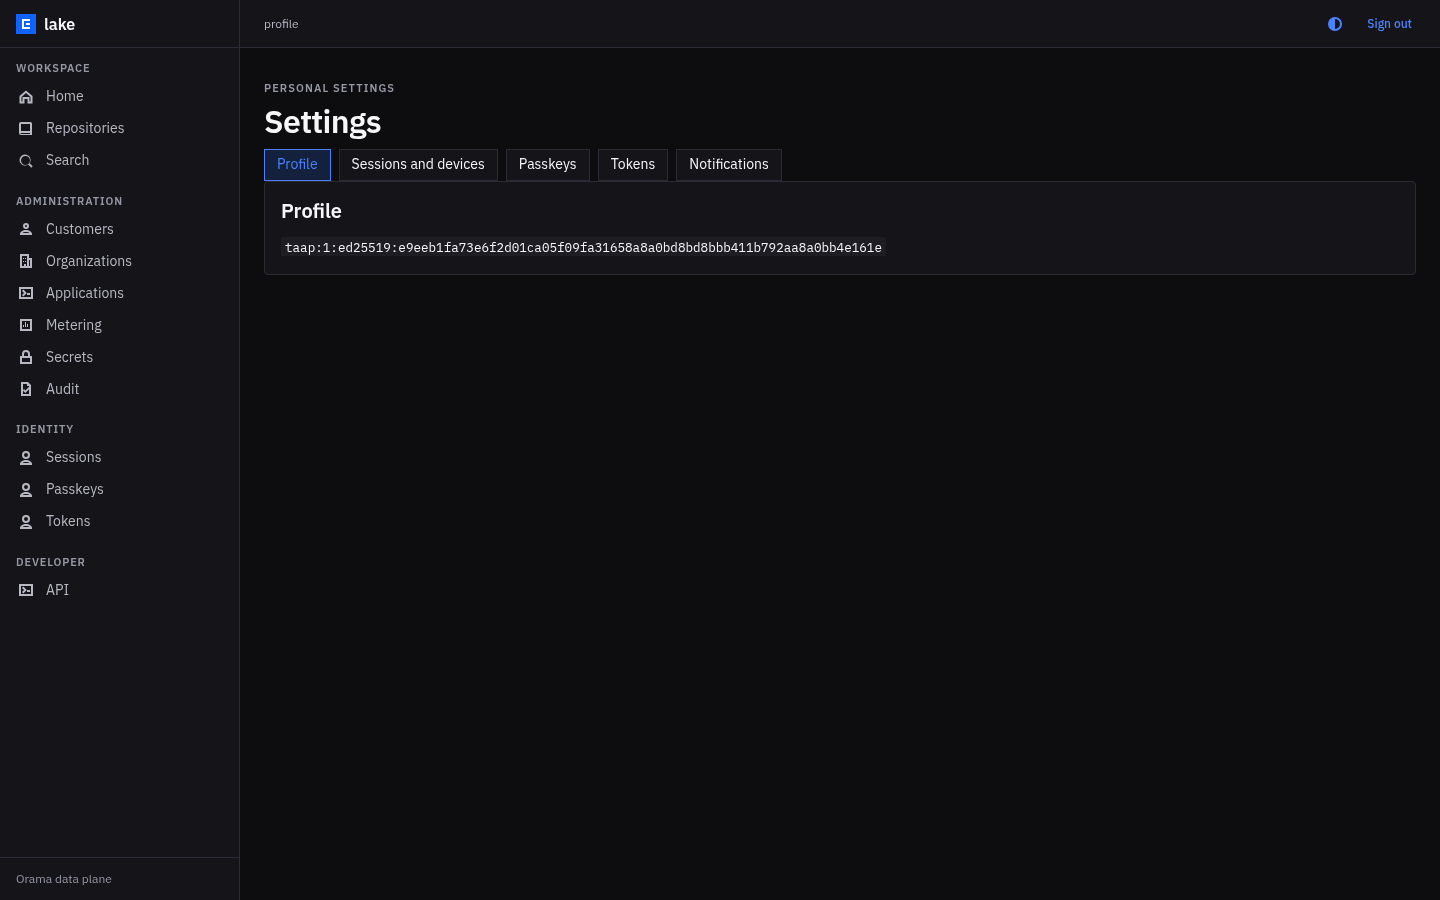 lake
profile
Sign out
WORKSPACE
Home
Repositories
Search
ADMINISTRATION
Customers
Organizations
Applications
Metering
Secrets
Audit
IDENTITY
Sessions
Passkeys
Tokens
DEVELOPER
API
Orama data plane
PERSONAL SETTINGS
Settings
Profile Sessions and devices Passkeys Tokens Notifications
Profile
taap:1:ed25519:e9eeb1fa73e6f2d01ca05f09fa31658a8a0bd8bd8bbb411b792aa8a0bb4e161e